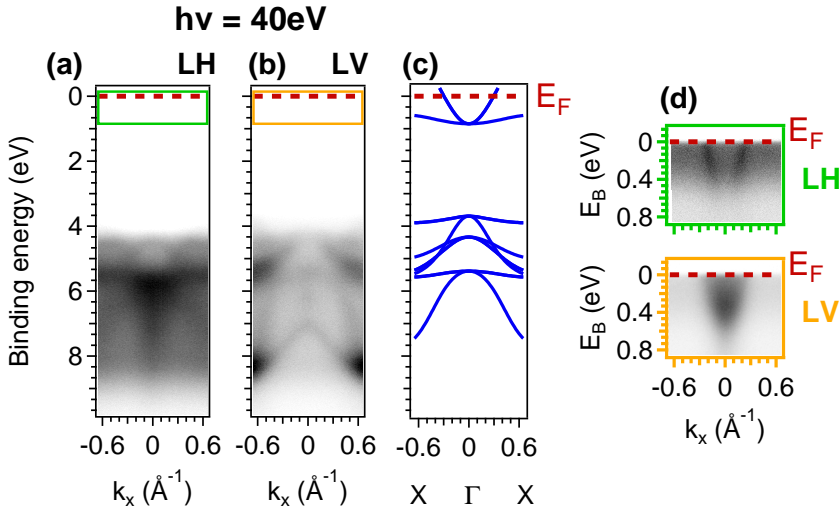 hν = 40eV
(a) LH (b) LV (c)
0
2
4
6
8
Binding energy (eV)
E_F
-0.6 0 0.6
-0.6 0 0.6
-0.6 0 0.6
k_x (Å⁻¹)
k_x (Å⁻¹)
X Γ X
(d)
0
0.4
0.8
E_B (eV)
E_F
LH
0
0.4
0.8
E_B (eV)
E_F
LV
-0.6 0 0.6
k_x (Å⁻¹)